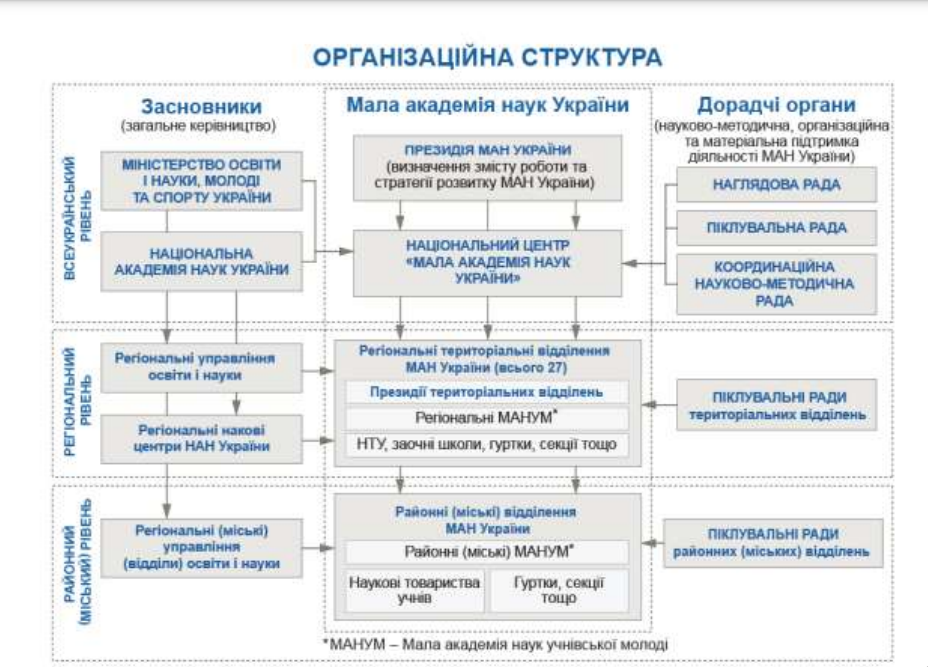 ОРГАНІЗАЦІЙНА СТРУКТУРА
Засновники
(загальне керівництво)
Мала академія наук України
Дорадчі органи
(науково-методична, організаційна
та матеріальна підтримка
діяльності МАН України)
ВСЕУКРАЇНСЬКИЙ
РІВЕНЬ
МІНІСТЕРСТВО ОСВІТИ
І НАУКИ, МОЛОДІ
ТА СПОРТУ УКРАЇНИ
НАЦІОНАЛЬНА
АКАДЕМІЯ НАУК УКРАЇНИ
ПРЕЗИДІЯ МАН УКРАЇНИ
(визначення змісту роботи та
стратегії розвитку МАН України)
НАЦІОНАЛЬНИЙ ЦЕНТР
«МАЛА АКАДЕМІЯ НАУК
УКРАЇНИ»
НАГЛЯДОВА РАДА
ПІКЛУВАЛЬНА РАДА
КООРДИНАЦІЙНА
НАУКОВО-МЕТОДИЧНА
РАДА
РЕГІОНАЛЬНИЙ
РІВЕНЬ
Регіональні управління
освіти і науки
Регіональні накові
центри НАН України
Регіональні територіальні відділення
МАН України (всього 27)
Президії територіальних відділень
Регіональні МАНУМ*
НТУ, заочні школи, гуртки, секції тощо
ПІКЛУВАЛЬНІ РАДИ
територіальних відділень
РАЙОННИЙ
(МІСЬКИЙ) РІВЕНЬ
Регіональні (міські)
управління
(відділи) освіти і науки
Районні (міські) відділення
МАН України
Районні (міські) МАНУМ*
Наукові товариства
учнів
Гуртки, секції
тощо
ПІКЛУВАЛЬНІ РАДИ
районних (міських) відділень
*МАНУМ – Мала академія наук учнівської молоді